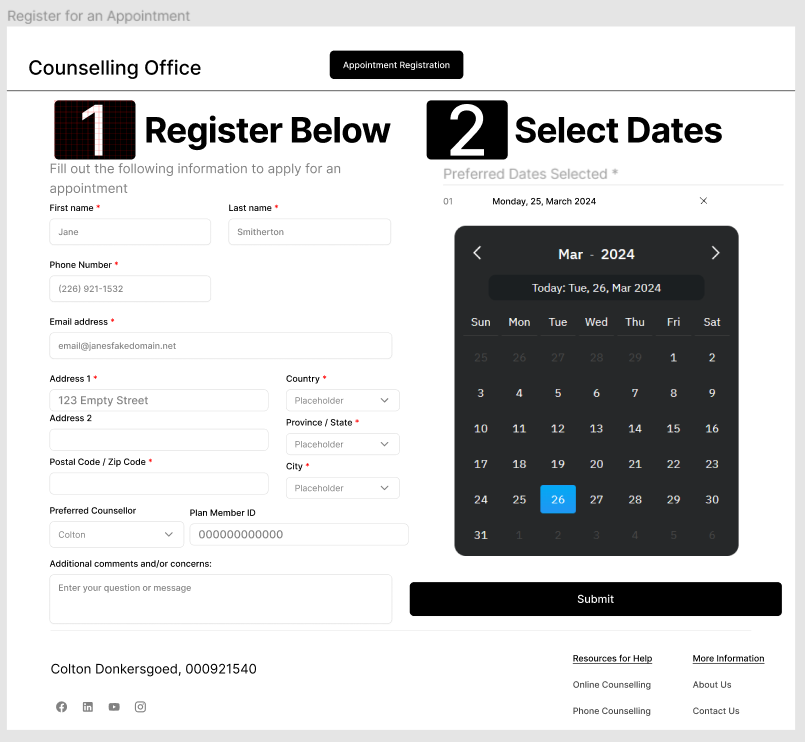 Register for an Appointment
Counselling Office
Appointment Registration
1 Register Below
Fill out the following information to apply for an
appointment
First name *
Last name *
Jane
Smitherton
Phone Number *
(226) 921-1532
Email address *
email@janesfakedomain.net
Address 1 *
Country *
123 Empty Street
Placeholder
Address 2
Province / State *
Placeholder
Postal Code / Zip Code *
City *
Placeholder
Preferred Counsellor
Plan Member ID
Colton
000000000000
Additional comments and/or concerns:
Enter your question or message
2 Select Dates
Preferred Dates Selected *
01 Monday, 25, March 2024
Mar - 2024
Today: Tue, 26, Mar 2024
Sun Mon Tue Wed Thu Fri Sat
25 26 27 28 29 1 2
3 4 5 6 7 8 9
10 11 12 13 14 15 16
17 18 19 20 21 22 23
24 25 26 27 28 29 30
31 1 2 3 4 5 6
Submit
Colton Donkersgoed, 000921540
Resources for Help
Online Counselling
Phone Counselling
More Information
About Us
Contact Us